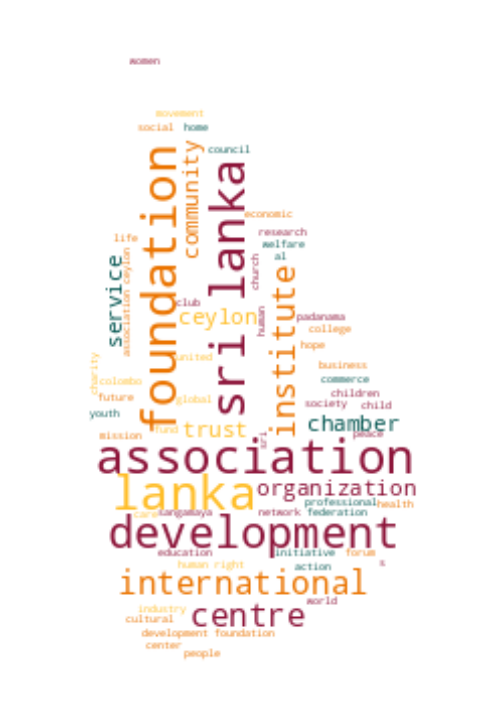 women
movement
social
home
council
foundation
community
sri lanka
economic
research
welfare
al
life
association ceylon
service
church
institute
human
club
ceylon
padanama
college
hope
united
charity
colombo
future
youth
global
business
commerce
children
society
child
mission
fund
trust
sri
chamber
peace
association
lanka
organization
professional
health
care
sangamaya
network
federation
development
education
initiative
forum
human right
action
s
international
world
industry
centre
cultural
development foundation
center
people